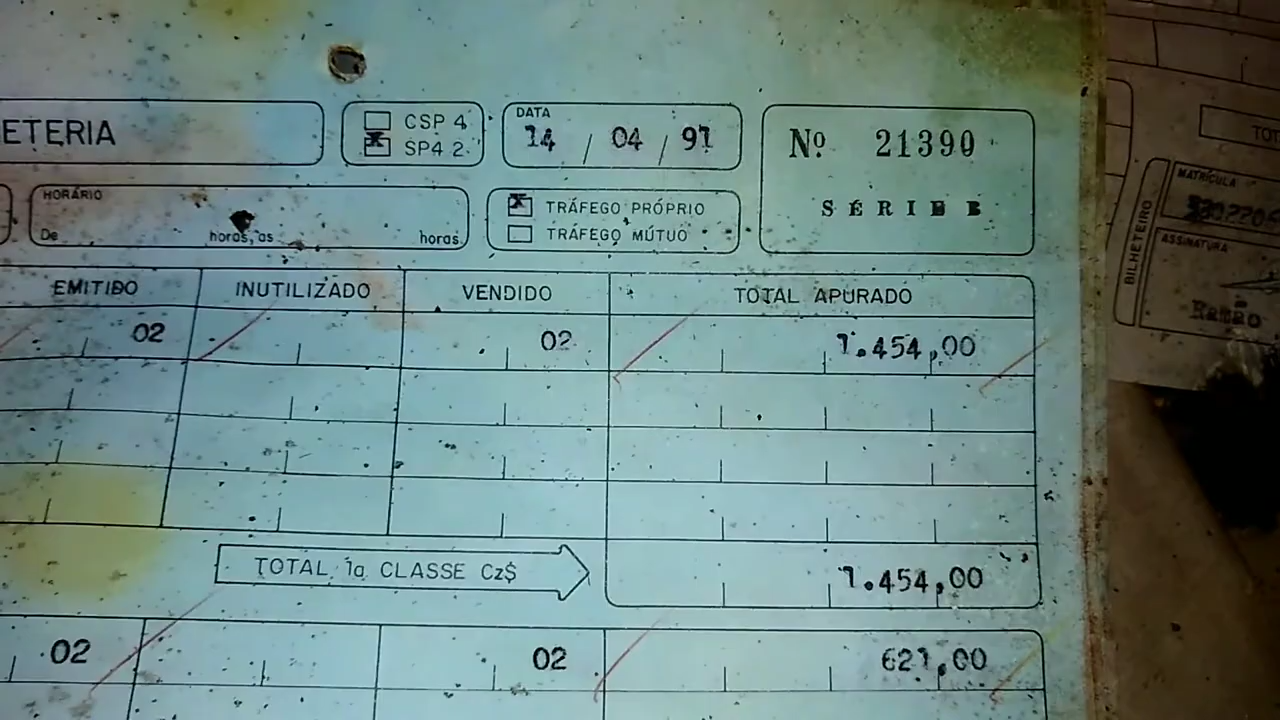 ETERIA
CSP 4
SP4 2
DATA
14 / 04 / 91
Nº 21390
SÉRIE B
HORÁRIO
De horas, às horas
TRÁFEGO PRÓPRIO
TRÁFEGO MÚTUO
EMITIDO INUTILIZADO VENDIDO TOTAL APURADO
02 02 1.454,00
TOTAL 1a CLASSE Cz$ 1.454,00
02 02 621,00
TOT
MATRÍCULA
BILHETEIRO
ASSINATURA
Ramão